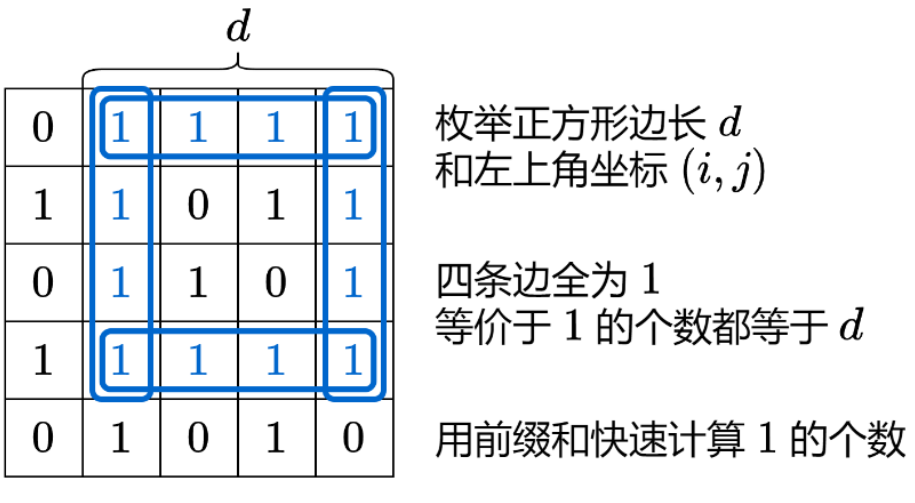 d
0 1 1 1 1
1 1 0 1 1
0 1 1 0 1
1 1 1 1 1
0 1 0 1 0
枚举正方形边长 d
和左上角坐标 (i, j)
四条边全为 1
等价于 1 的个数都等于 d
用前缀和快速计算 1 的个数